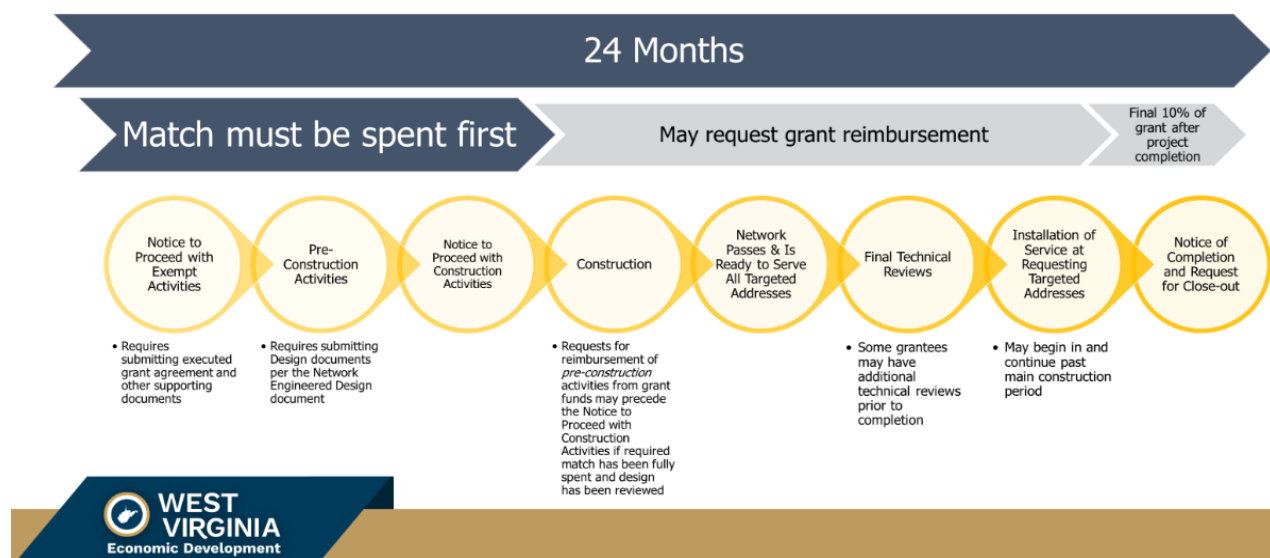 24 Months
Match must be spent first
May request grant reimbursement
Final 10% of
grant after
project
completion
Notice to
Proceed with
Exempt
Activities
Pre-
Construction
Activities
Notice to
Proceed with
Construction
Activities
Construction
Network
Passes & Is
Ready to Serve
All Targeted
Addresses
Final Technical
Reviews
Installation of
Service at
Requesting
Targeted
Addresses
Notice of
Completion
and Request
for Close-out
• Requires
submitting executed
grant agreement and
other supporting
documents
• Requires submitting
Design documents
per the Network
Engineered Design
document
• Requests for
reimbursement of
pre-construction
activities from grant
funds may precede
the Notice to
Proceed with
Construction
Activities if required
match has been fully
spent and design
has been reviewed
• Some grantees
may have
additional
technical reviews
prior to
completion
• May begin in and
continue past
main construction
period
WEST
VIRGINIA
Economic Development